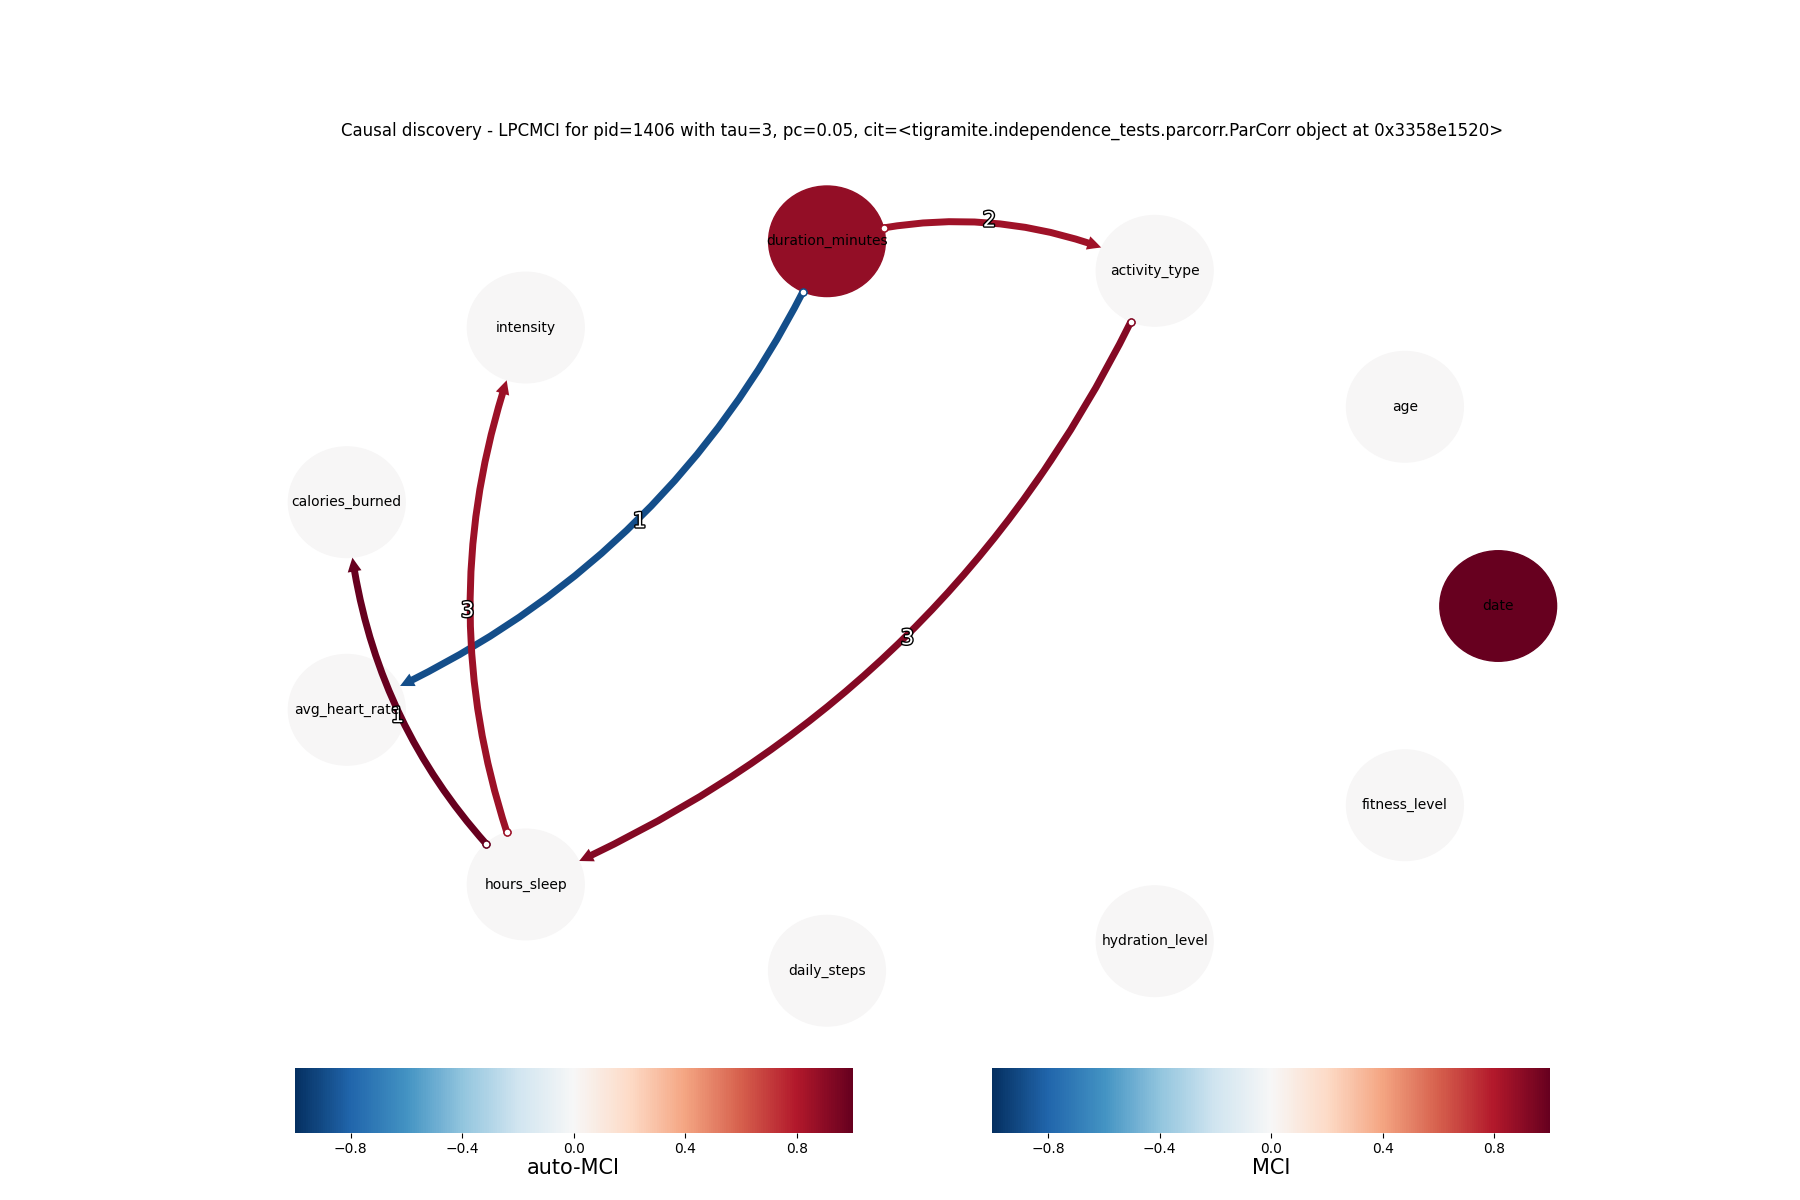 Causal discovery - LPCMCI for pid=1406 with tau=3, pc=0.05, cit=<tigramite.independence_tests.parcorr.ParCorr object at 0x3358e1520>
2
duration_minutes
activity_type
intensity
age
calories_burned
1
date
3
3
avg_heart_rate
1
fitness_level
hours_sleep
hydration_level
daily_steps
−0.8 −0.4 0.0 0.4 0.8
auto-MCI
−0.8 −0.4 0.0 0.4 0.8
MCI